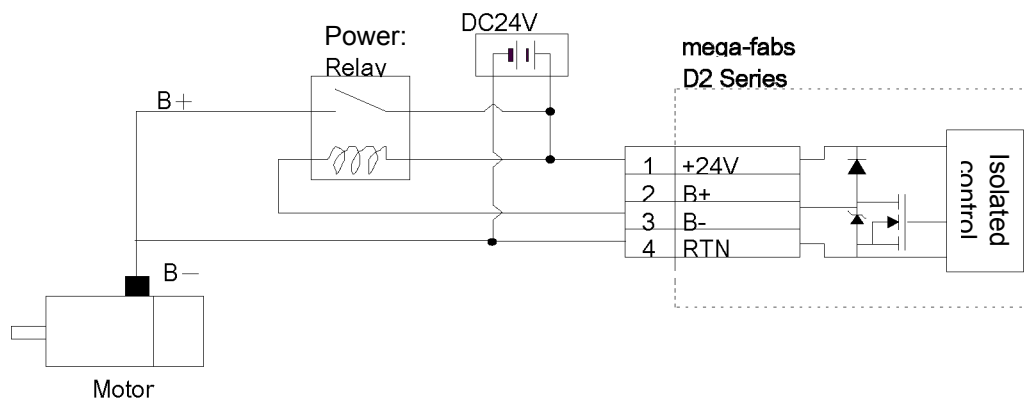 DC24V
Power:
Relay
mega-fabs
D2 Series
B+
1 +24V
2 B+
3 B-
4 RTN
Isolated
control
B-
Motor